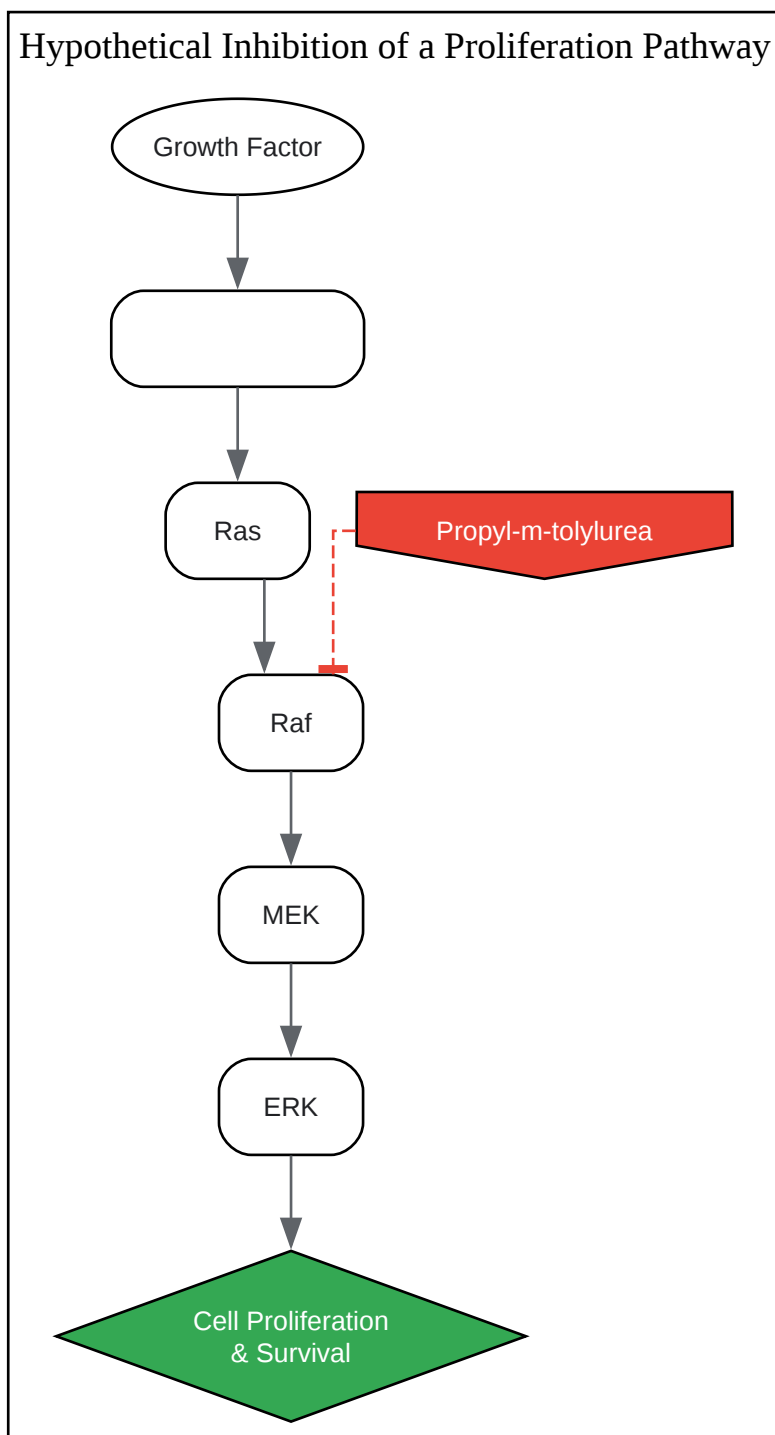 Hypothetical Inhibition of a Proliferation Pathway
Growth Factor
Ras
Propyl-m-tolylurea
Raf
MEK
ERK
Cell Proliferation
& Survival